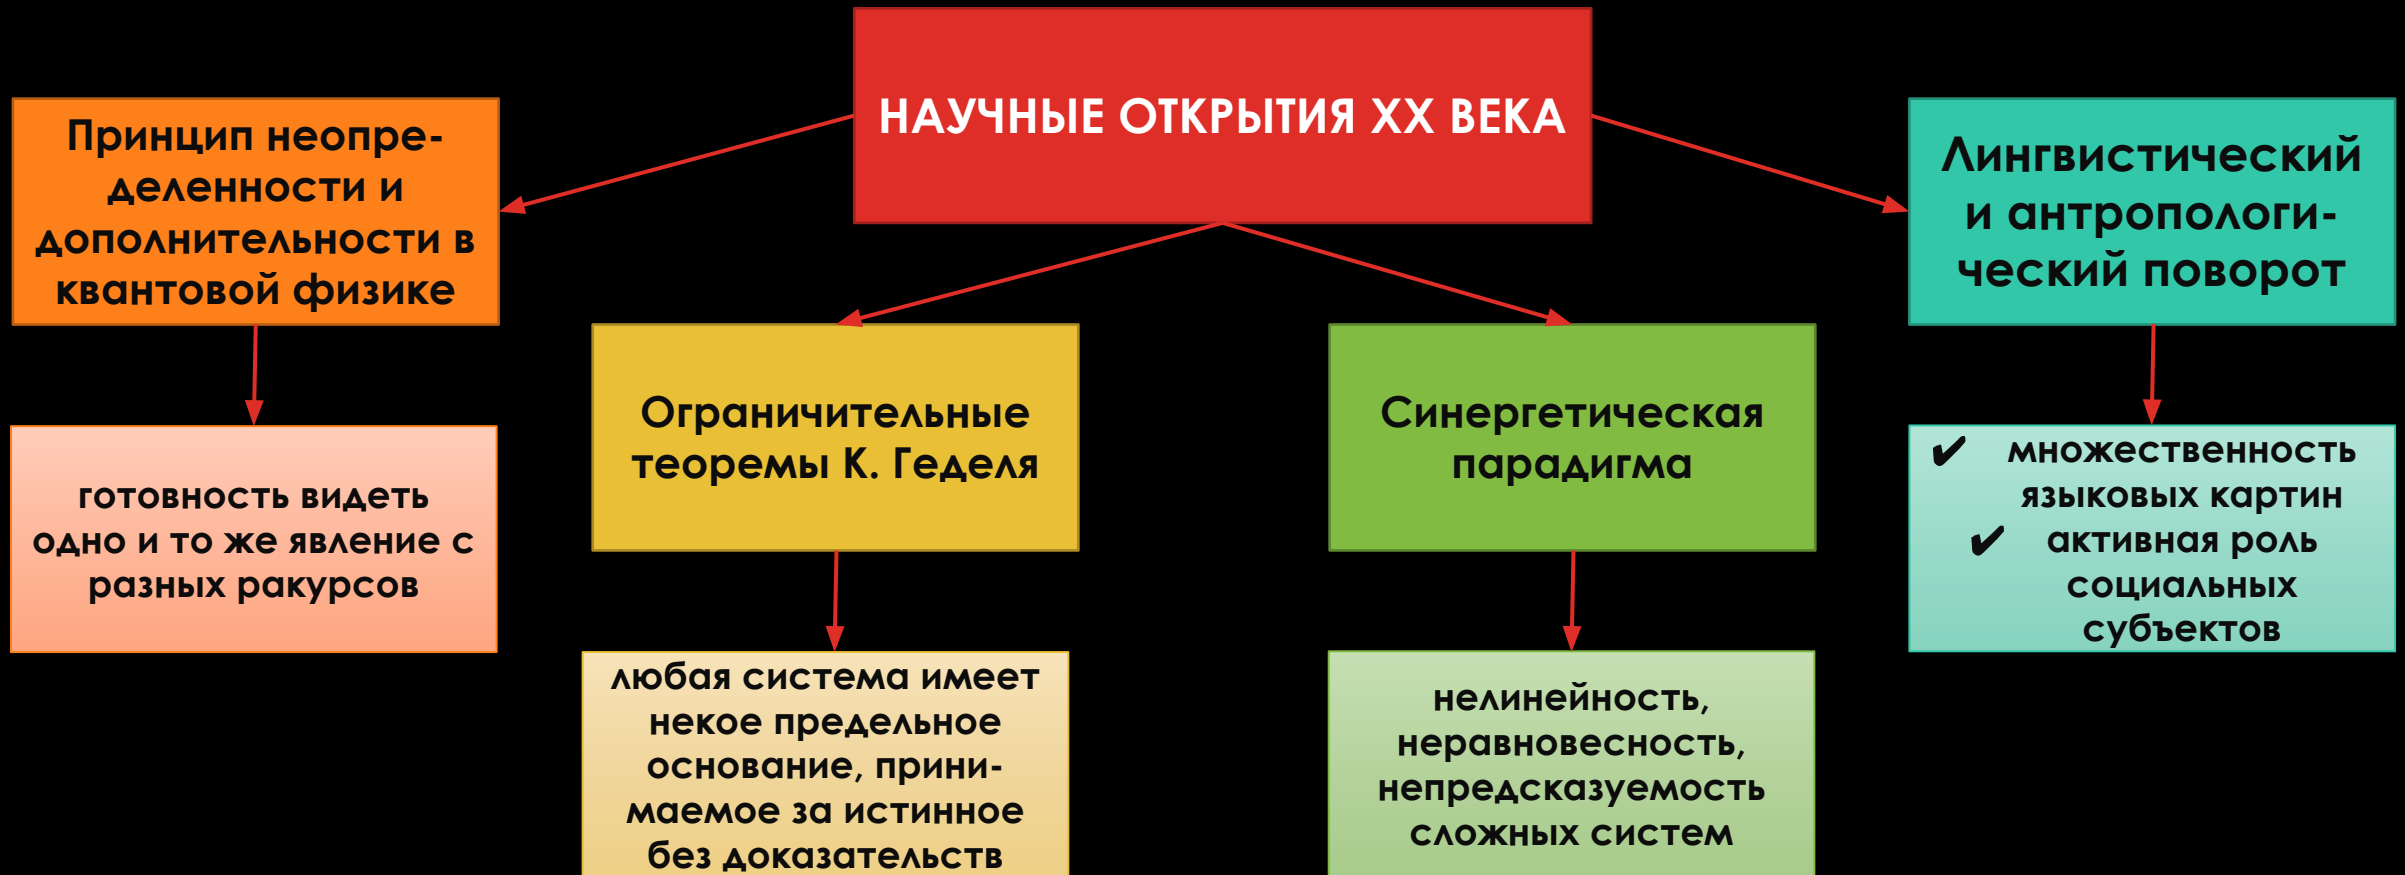 НАУЧНЫЕ ОТКРЫТИЯ XX ВЕКА
Принцип неопре-
деленности и
дополнительности в
квантовой физике
готовность видеть
одно и то же явление с
разных ракурсов
Ограничительные
теоремы К. Геделя
любая система имеет
некое предельное
основание, прини-
маемое за истинное
без доказательств
Синергетическая
парадигма
нелинейность,
неравновесность,
непредсказуемость
сложных систем
Лингвистический
и антропологи-
ческий поворот
✔ множественность
языковых картин
✔ активная роль
социальных
субъектов